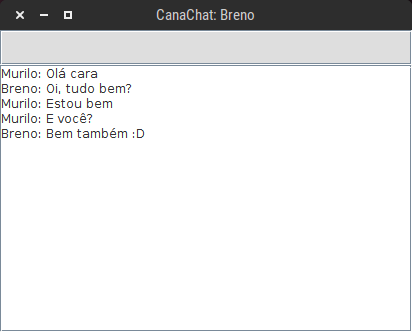 CanaChat: Breno
Murilo: Olá cara
Breno: Oi, tudo bem?
Murilo: Estou bem
Murilo: E você?
Breno: Bem também :D